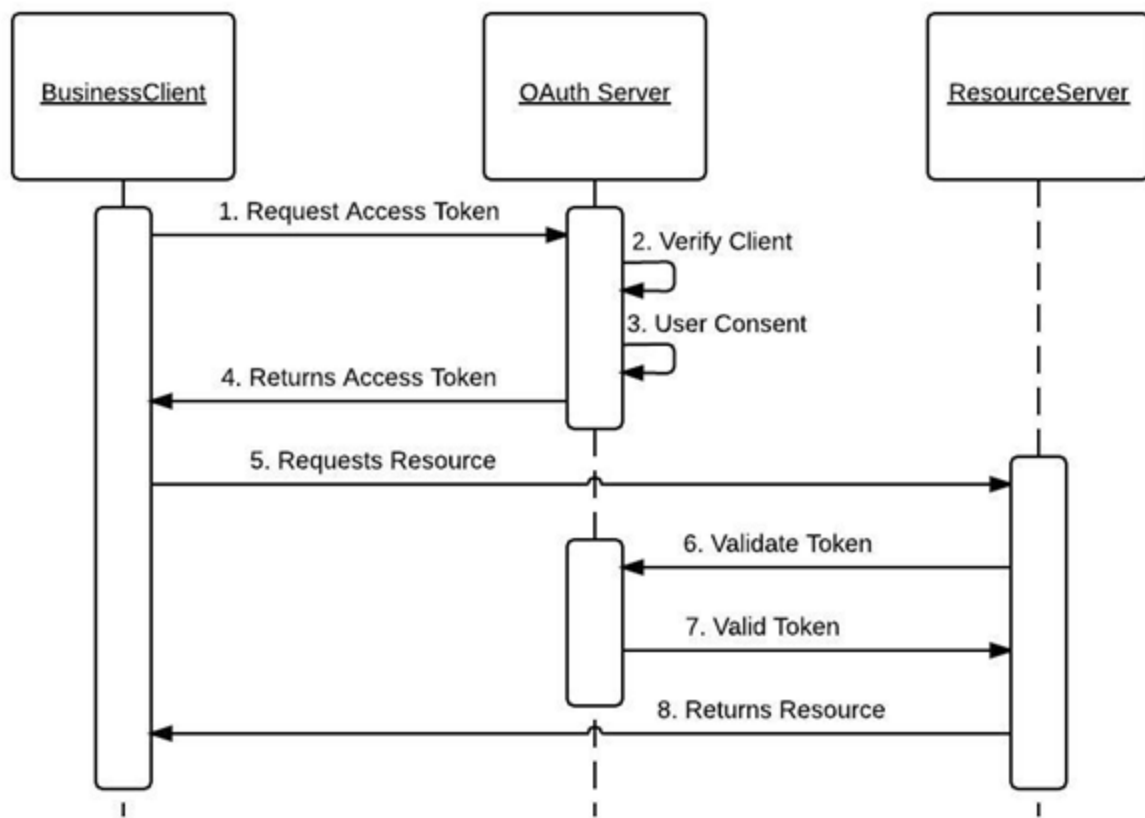 BusinessClient
OAuth Server
ResourceServer
1. Request Access Token
2. Verify Client
3. User Consent
4. Returns Access Token
5. Requests Resource
6. Validate Token
7. Valid Token
8. Returns Resource